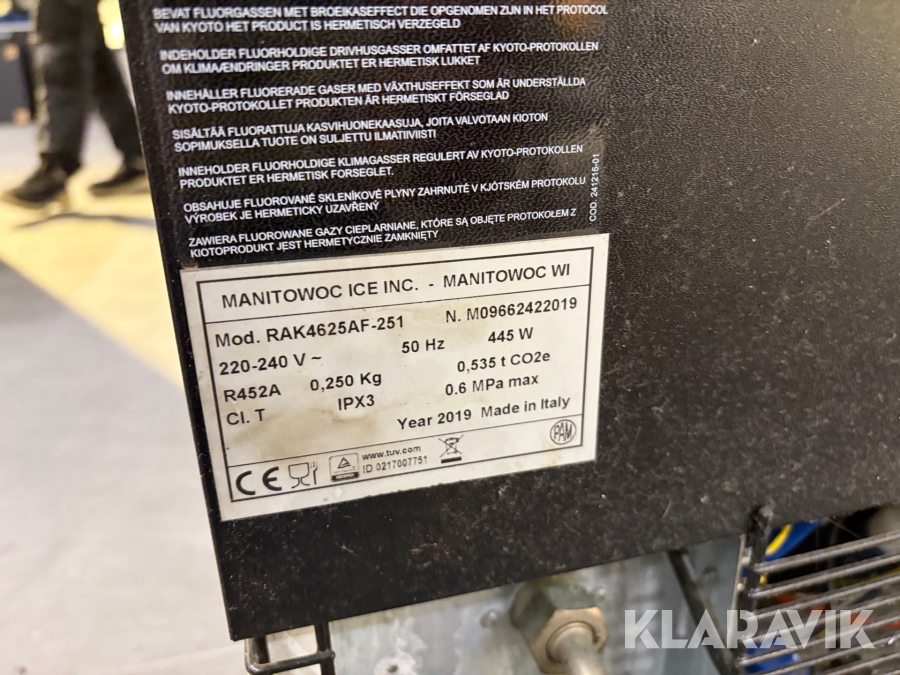 BEVAT FLUORGASSEN MET BROEIKASEFFECT DIE OPGENOMEN ZIJN IN HET PROTOCOL
VAN KYOTO HET PRODUCT IS HERMETISCH VERZEGELD
INDEHOLDER FLUORHOLDIGE DRIVHUSGASSER OMFATTET AF KYOTO-PROTOKOLLEN
OM KLIMAÆNDRINGER PRODUKTET ER HERMETISK LUKKET
INNEHÅLLER FLUORERADE GASER MED VÄXTHUSEFFEKT SOM ÄR UNDERSTÄLLDA
KYOTO-PROTOKOLLET PRODUKTEN ÄR HERMETISKT FÖRSEGLAD
SISÄLTÄÄ FLUORATTUJA KASVIHUONEKAASUJA, JOITA VALVOTAAN KIOTON
SOPIMUKSELLA TUOTE ON SULJETTU ILMATIIVISTI
INNEHOLDER FLUORHOLDIGE KLIMAGASSER REGULERT AV KYOTO-PROTOKOLLEN
PRODUKTET ER HERMETISK FORSEGLET.
OBSAHUJE FLUOROVANÉ SKLENÍKOVÉ PLYNY ZAHRNUTÉ V KJÓTSKÉM PROTOKOLU
VÝROBEK JE HERMETICKY UZAVŘENÝ
ZAWIERA FLUOROWANE GAZY CIEPLARNIANE, KTÓRE SĄ OBJĘTE PROTOKOŁEM Z
KIOTOPRODUKT JEST HERMETYCZNIE ZAMKNIĘTY
COD. 241215-01
MANITOWOC ICE INC. - MANITOWOC WI
Mod. RAK4625AF-251 N. M09662422019
220-240 V ~ 50 Hz 445 W
R452A 0,250 Kg 0,535 t CO2e
Cl. T IPX3 0.6 MPa max
Year 2019 Made in Italy
PAM
CE
www.tuv.com
ID 0217007751
KLARAVIK